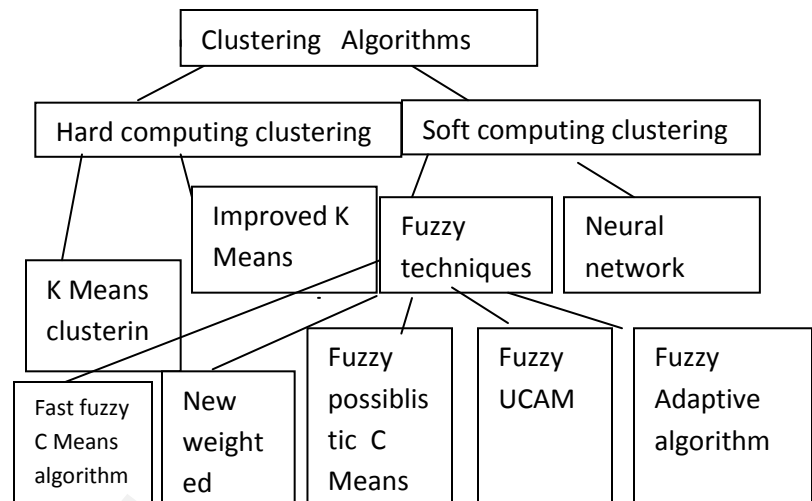 Clustering Algorithms
Hard computing clustering
Soft computing clustering
Improved K
Means
Fuzzy
techniques
Neural
network
K Means
clusterin
Fast fuzzy
C Means
algorithm
New
weight
ed
Fuzzy
possiblis
tic C
Means
Fuzzy
UCAM
Fuzzy
Adaptive
algorithm